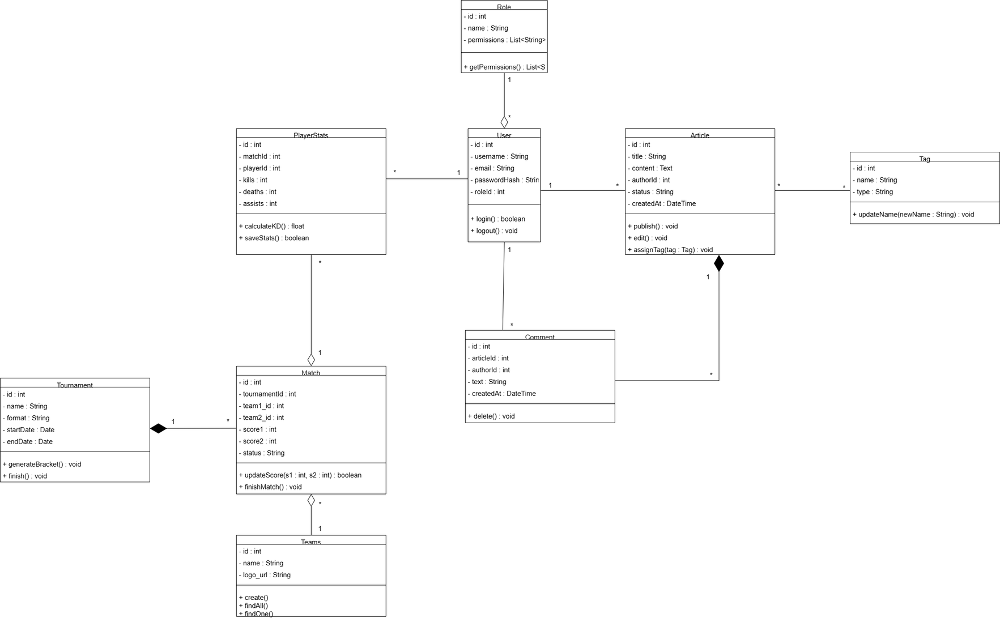 Role
- id : int
- name : String
- permissions : List<String>
+ getPermissions() : List<S
1
*
PlayerStats
- id : int
- matchId : int
- playerId : int
- kills : int
- deaths : int
- assists : int
+ calculateKD() : float
+ saveStats() : boolean
*
1
User
- id : int
- username : String
- email : String
- passwordHash : Strin
- roleId : int
+ login() : boolean
+ logout() : void
1
*
Article
- id : int
- title : String
- content : Text
- authorId : int
- status : String
- createdAt : DateTime
+ publish() : void
+ edit() : void
+ assignTag(tag : Tag) : void
*
*
Tag
- id : int
- name : String
- type : String
+ updateName(newName : String) : void
*
1
1
*
1
*
Comment
- id : int
- articleId : int
- authorId : int
- text : String
- createdAt : DateTime
+ delete() : void
Tournament
- id : int
- name : String
- format : String
- startDate : Date
- endDate : Date
+ generateBracket() : void
+ finish() : void
1
*
Match
- id : int
- tournamentId : int
- team1_id : int
- team2_id : int
- score1 : int
- score2 : int
- status : String
+ updateScore(s1 : int, s2 : int) : boolean
+ finishMatch() : void
*
1
Teams
- id : int
- name : String
- logo_url : String
+ create()
+ findAll()
+ findOne()